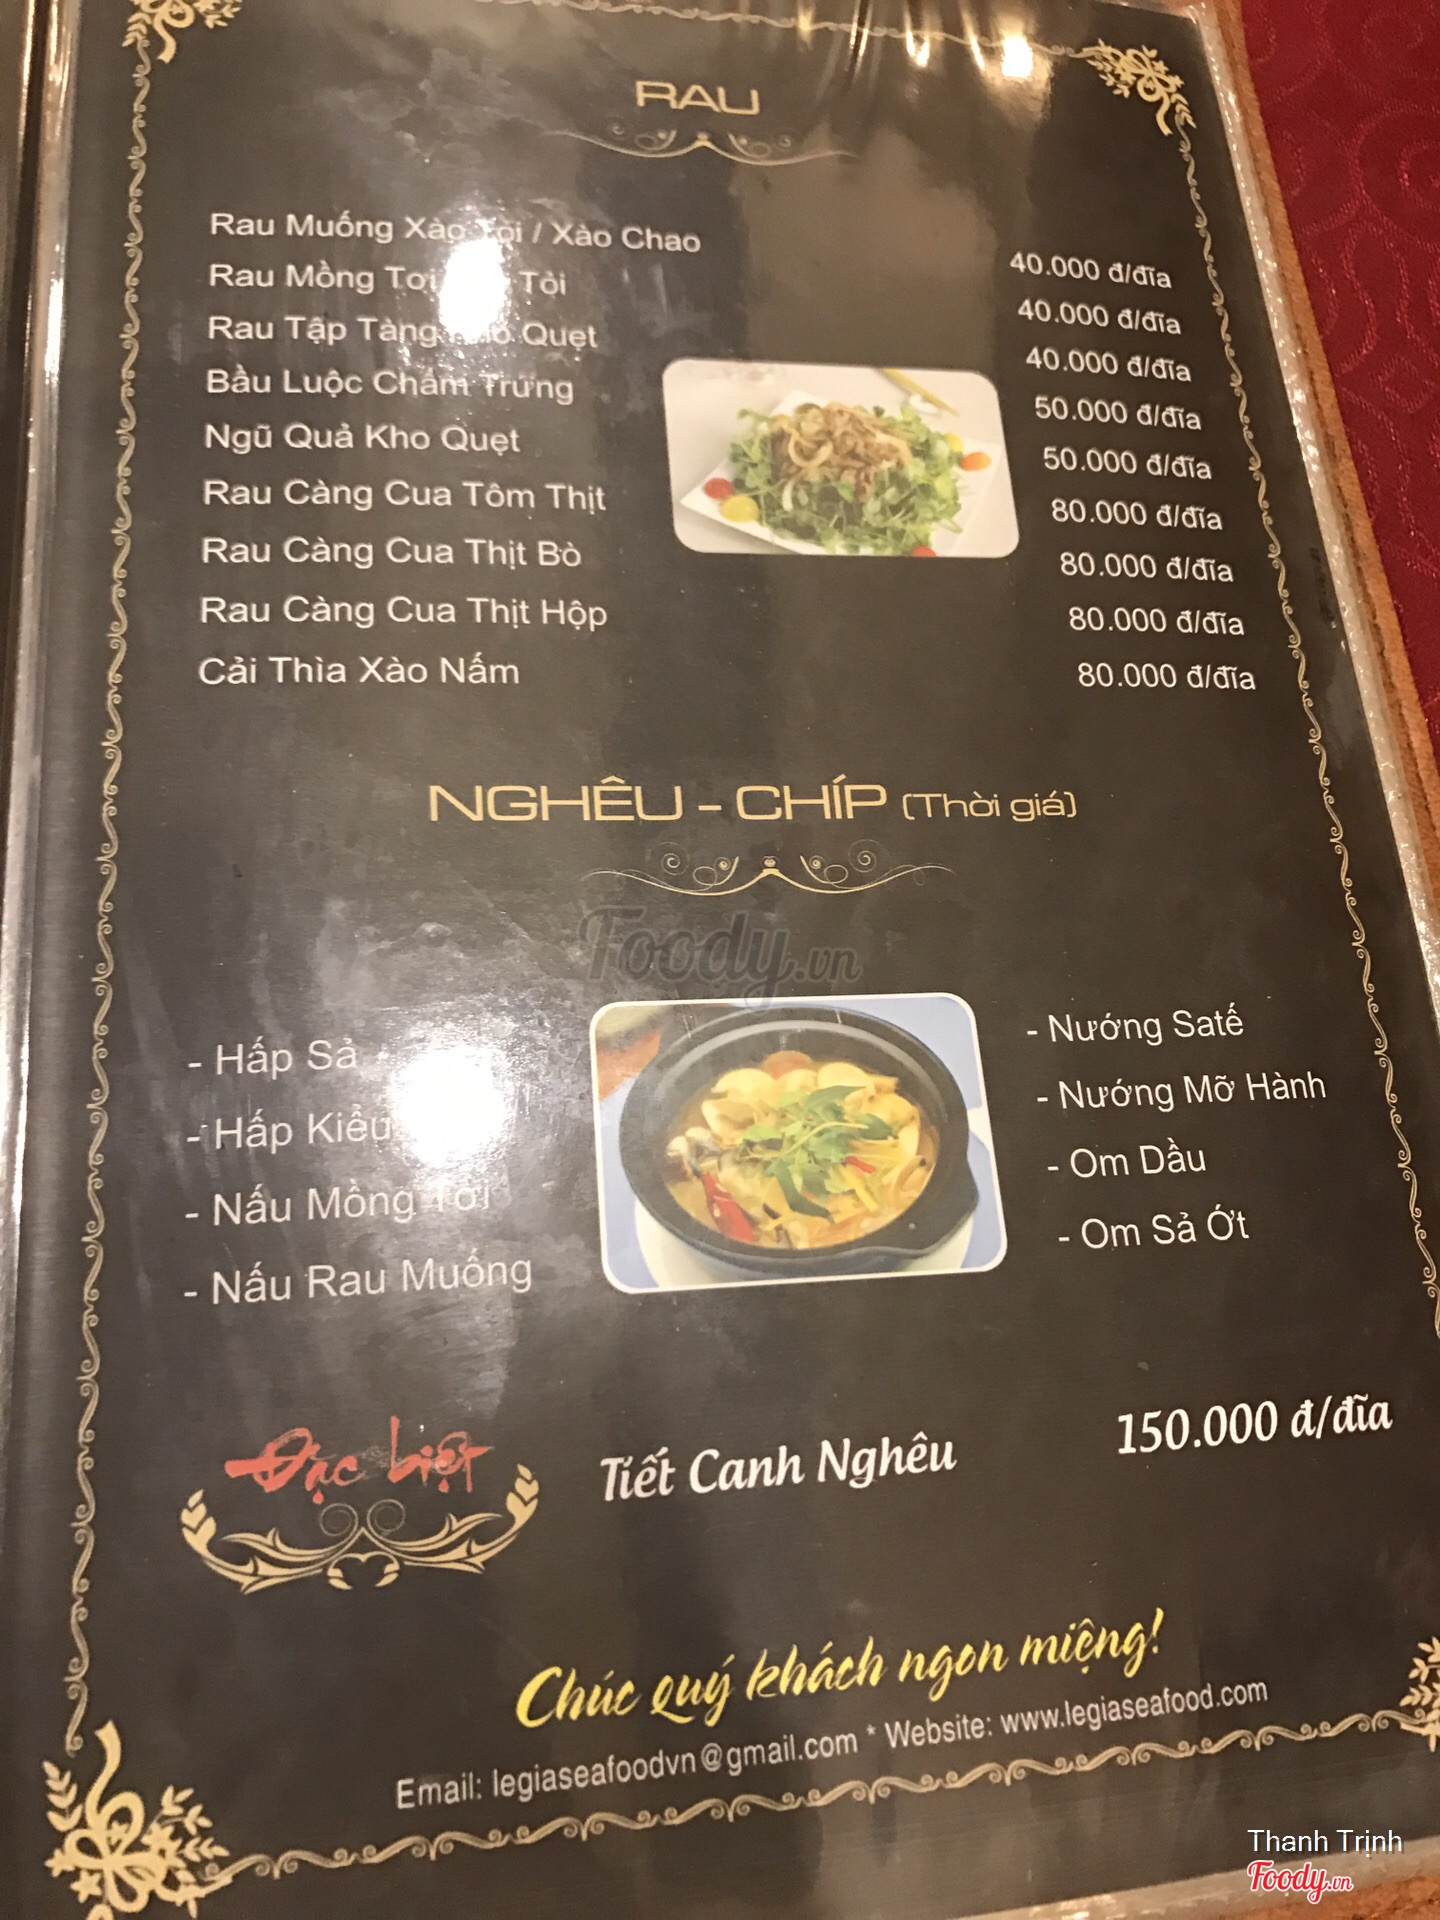 RAU
Rau Muống Xào Tỏi / Xào Chao 40.000 đ/đĩa
Rau Mồng Tơi Tỏi 40.000 đ/đĩa
Rau Tập Tàng Quẹt 40.000 đ/đĩa
Bầu Luộc Chấm Trứng 50.000 đ/đĩa
Ngũ Quả Kho Quẹt 50.000 đ/đĩa
Rau Càng Cua Tôm Thịt 80.000 đ/đĩa
Rau Càng Cua Thịt Bò 80.000 đ/đĩa
Rau Càng Cua Thịt Hộp 80.000 đ/đĩa
Cải Thìa Xào Nấm 80.000 đ/đĩa
NGHÊU - CHÍP (Thời giá)
Foody.vn
- Hấp Sả
- Hấp Kiểu
- Nấu Mồng Tơi
- Nấu Rau Muống
- Nướng Satế
- Nướng Mỡ Hành
- Om Dầu
- Om Sả Ớt
Đặc biệt
Tiết Canh Nghêu 150.000 đ/đĩa
Chúc quý khách ngon miệng!
Email: legiaseafoodvn@gmail.com * Website: www.legiaseafood.com
Thanh Trịnh
Foody.vn